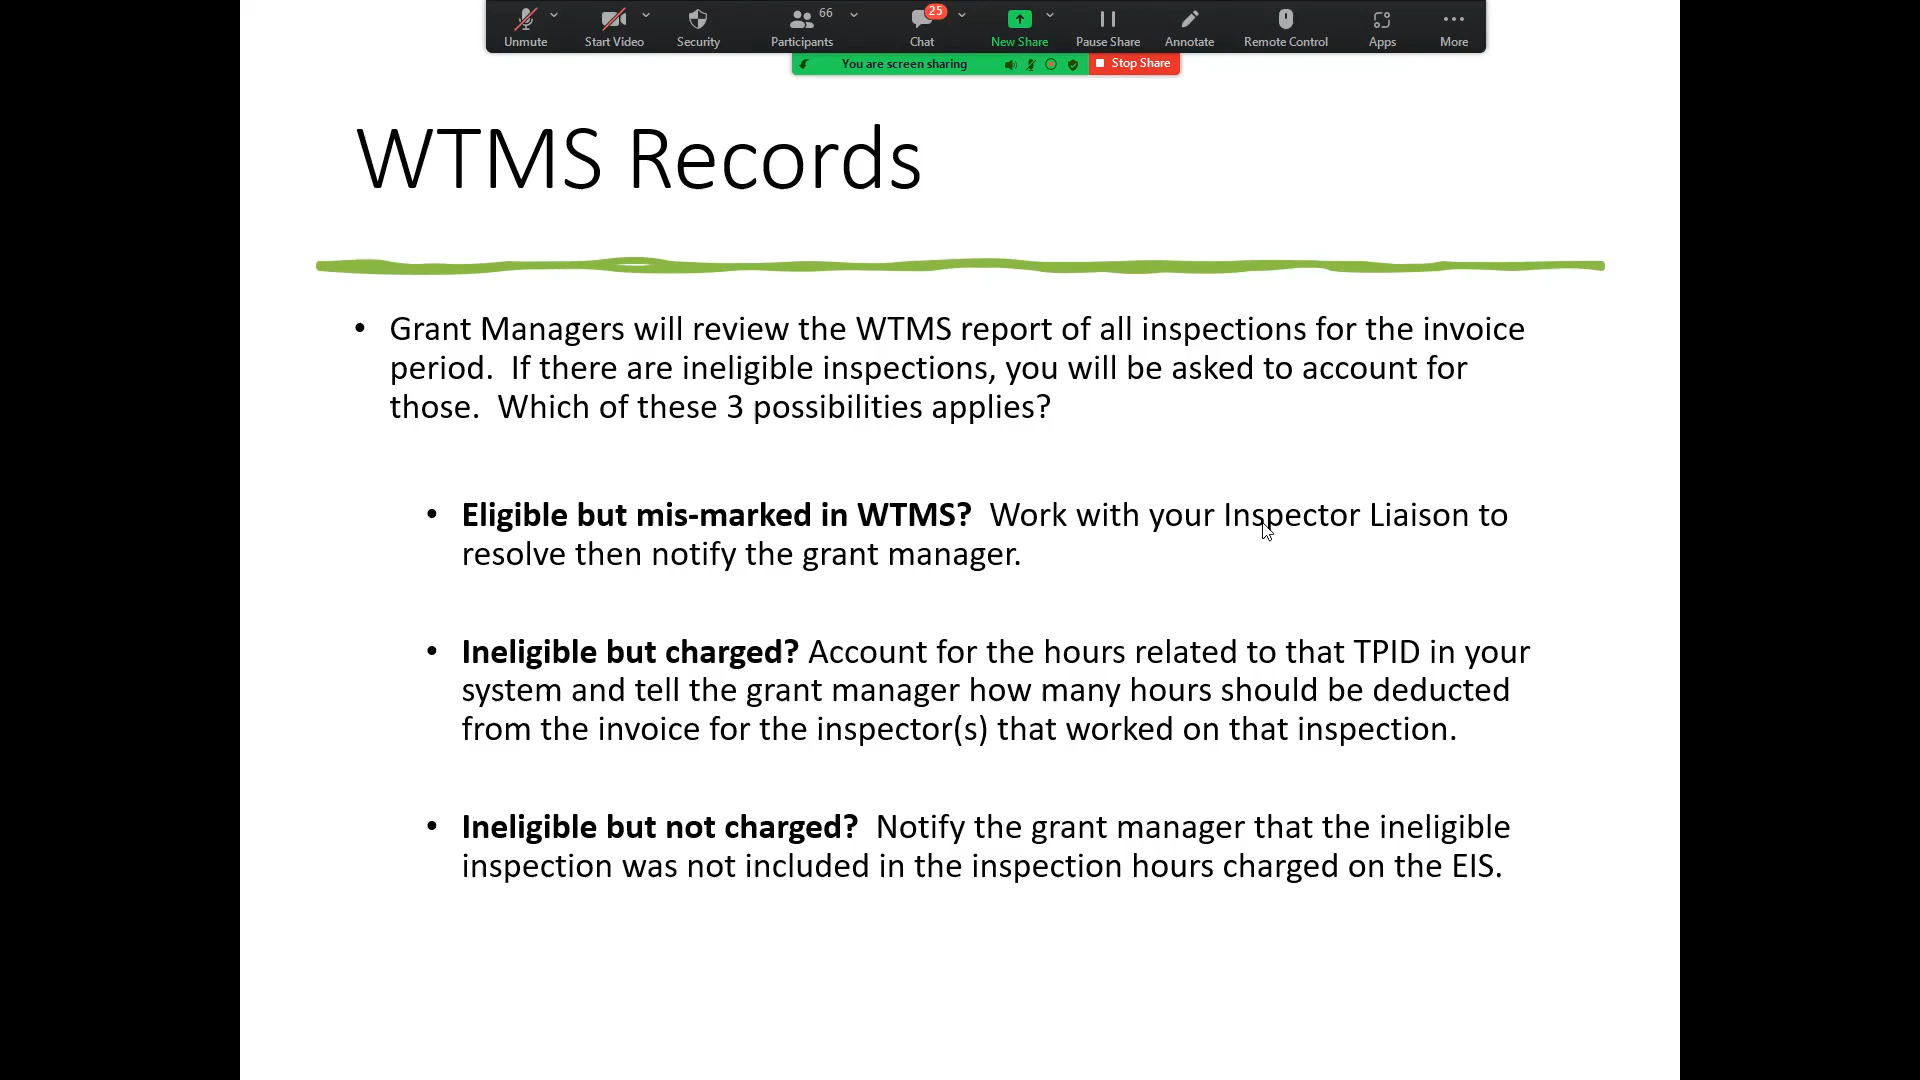 66
25
Unmute
Start Video
Security
Participants
Chat
New Share
Pause Share
Annotate
Remote Control
Apps
More
You are screen sharing
Stop Share
WTMS Records
• Grant Managers will review the WTMS report of all inspections for the invoice
period.  If there are ineligible inspections, you will be asked to account for
those.  Which of these 3 possibilities applies?
• Eligible but mis-marked in WTMS?  Work with your Inspector Liaison to
resolve then notify the grant manager.
• Ineligible but charged? Account for the hours related to that TPID in your
system and tell the grant manager how many hours should be deducted
from the invoice for the inspector(s) that worked on that inspection.
• Ineligible but not charged?  Notify the grant manager that the ineligible
inspection was not included in the inspection hours charged on the EIS.